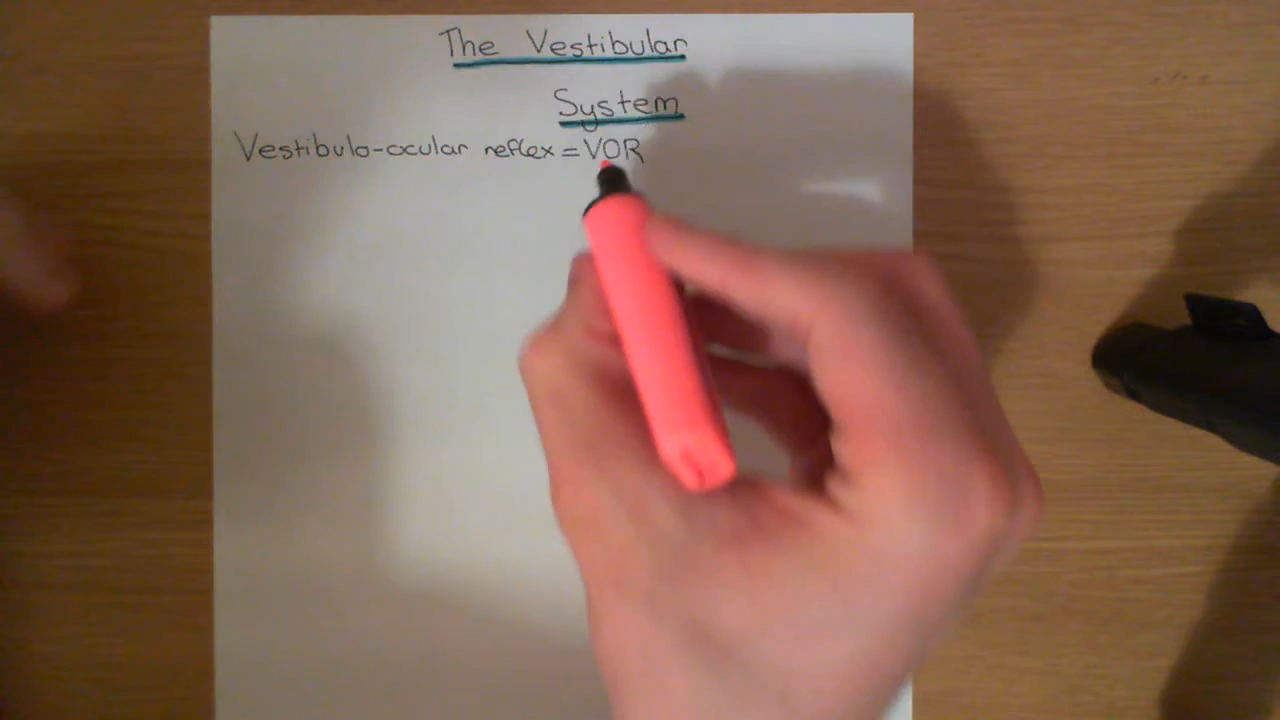 The Vestibular
System
Vestibulo-ocular reflex = VOR